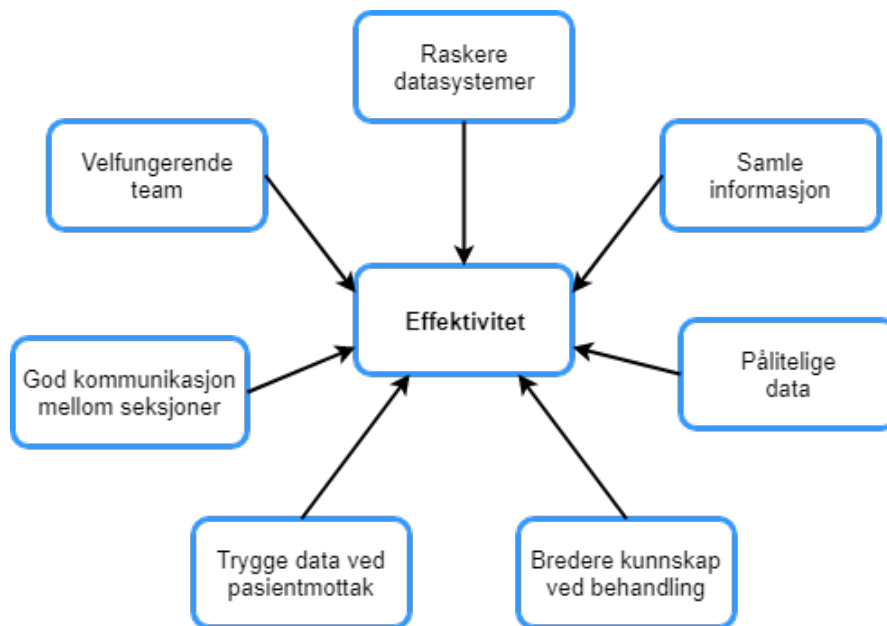 Raskere
datasystemer
Velfungerende
team
Samle
informasjon
Effektivitet
Pålitelige
data
God kommunikasjon
mellom seksjoner
Trygge data ved
pasientmottak
Bredere kunnskap
ved behandling